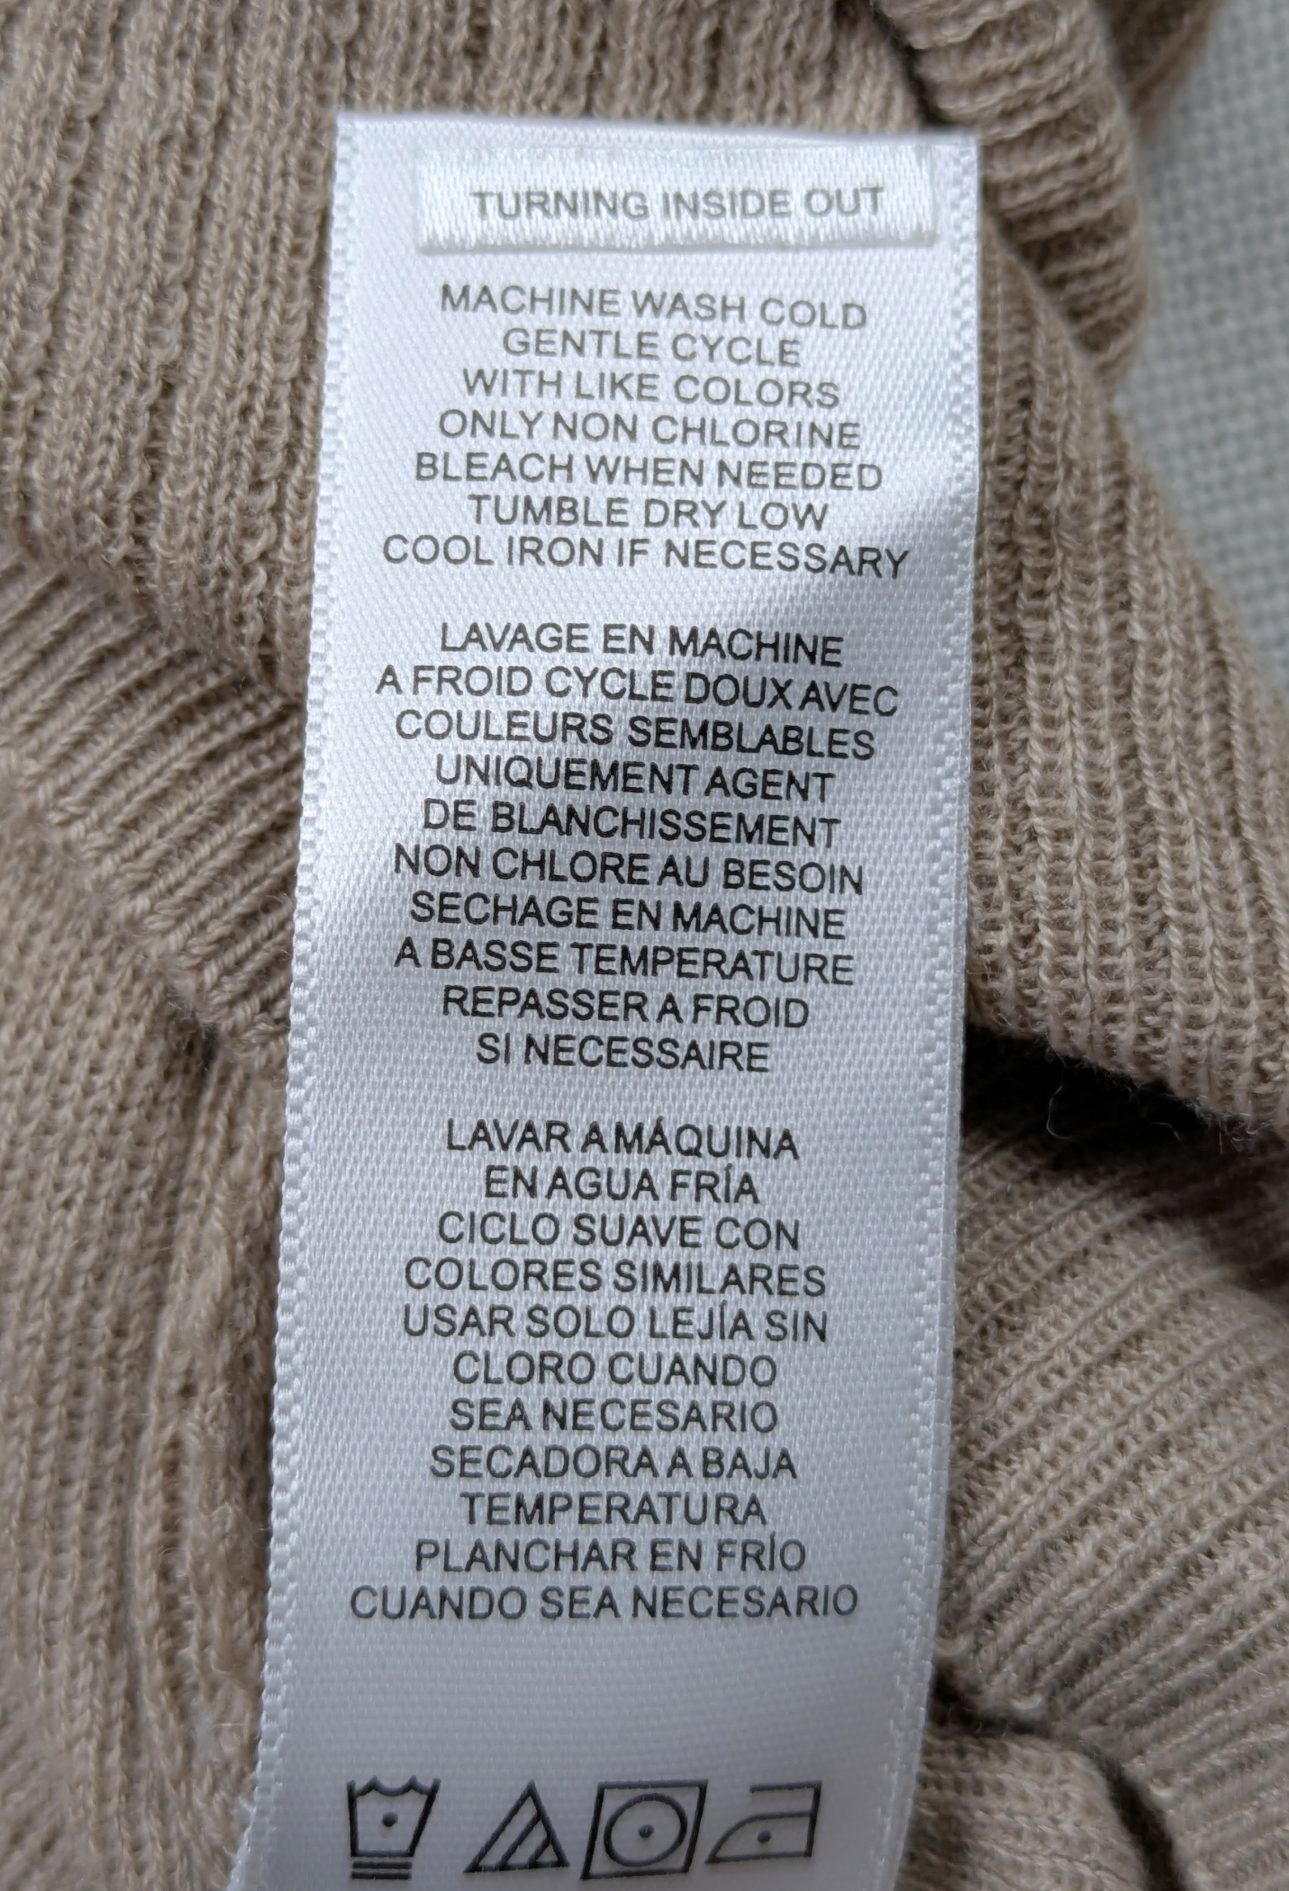 TURNING INSIDE OUT
MACHINE WASH COLD
GENTLE CYCLE
WITH LIKE COLORS
ONLY NON CHLORINE
BLEACH WHEN NEEDED
TUMBLE DRY LOW
COOL IRON IF NECESSARY
LAVAGE EN MACHINE
A FROID CYCLE DOUX AVEC
COULEURS SEMBLABLES
UNIQUEMENT AGENT
DE BLANCHISSEMENT
NON CHLORE AU BESOIN
SECHAGE EN MACHINE
A BASSE TEMPERATURE
REPASSER A FROID
SI NECESSAIRE
LAVAR A MÁQUINA
EN AGUA FRÍA
CICLO SUAVE CON
COLORES SIMILARES
USAR SOLO LEJÍA SIN
CLORO CUANDO
SEA NECESARIO
SECADORA A BAJA
TEMPERATURA
PLANCHAR EN FRÍO
CUANDO SEA NECESARIO